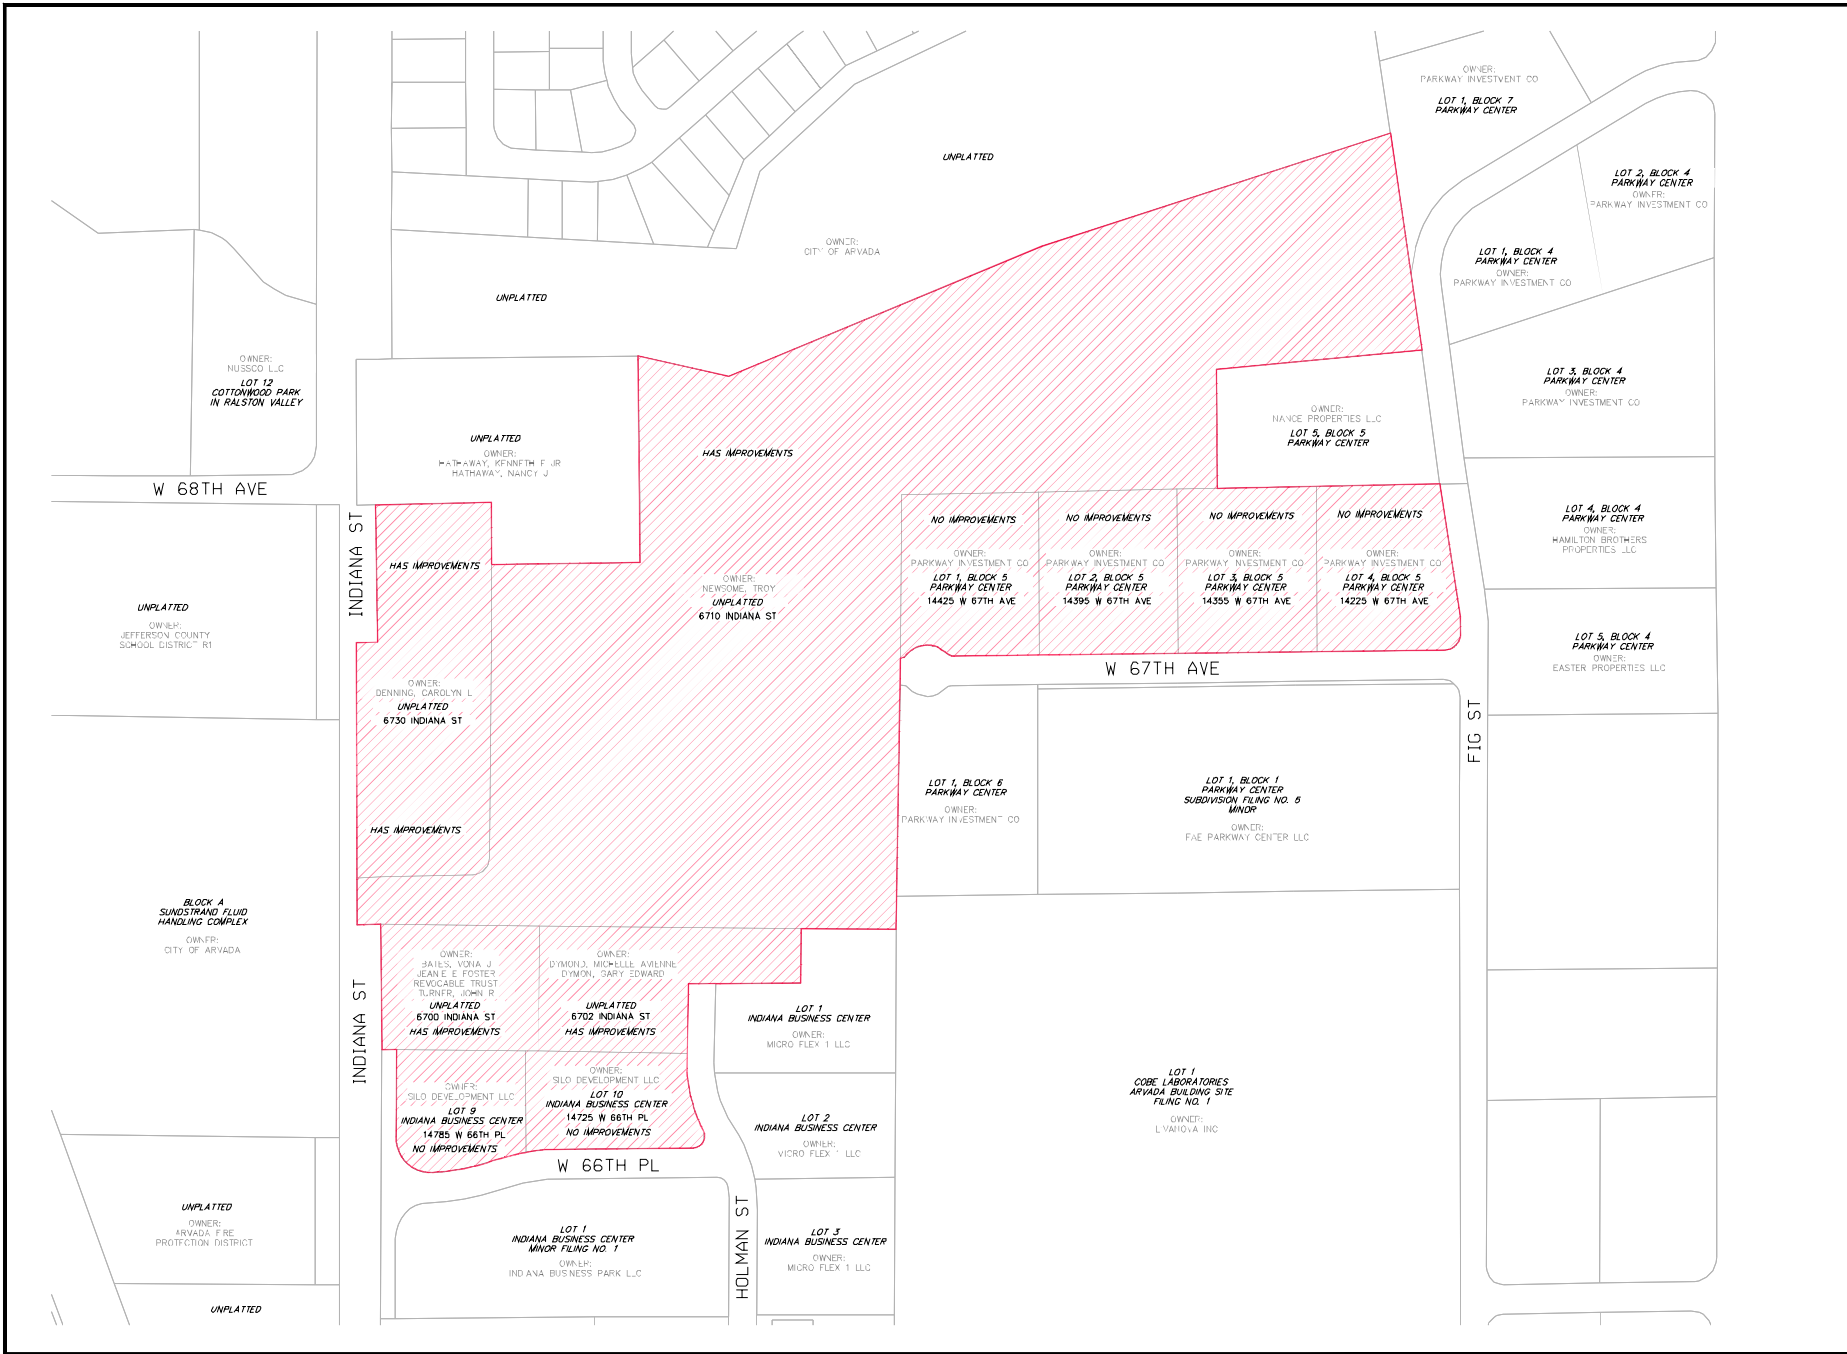 OWNER:
PARKWAY INVESTMENT CO
LOT 1, BLOCK 7
PARKWAY CENTER
UNPLATTED
LOT 2, BLOCK 4
PARKWAY CENTER
OWNER:
PARKWAY INVESTMENT CO
OWNER:
CITY OF ARVADA
LOT 1, BLOCK 4
PARKWAY CENTER
OWNER:
PARKWAY INVESTMENT CO
UNPLATTED
OWNER:
NUSSCO LLC
LOT 12
COTTONWOOD PARK
IN RALSTON VALLEY
LOT 3, BLOCK 4
PARKWAY CENTER
OWNER:
PARKWAY INVESTMENT CO
OWNER:
NANCE PROPERTIES LLC
LOT 5, BLOCK 5
PARKWAY CENTER
UNPLATTED
OWNER:
HATHAWAY, KENNETH F JR
HATHAWAY, NANCY J
HAS IMPROVEMENTS
W 68TH AVE
INDIANA ST
HAS IMPROVEMENTS
NO IMPROVEMENTS
OWNER:
PARKWAY INVESTMENT CO
LOT 1, BLOCK 5
PARKWAY CENTER
14425 W 67TH AVE
NO IMPROVEMENTS
OWNER:
PARKWAY INVESTMENT CO
LOT 2, BLOCK 5
PARKWAY CENTER
14395 W 67TH AVE
NO IMPROVEMENTS
OWNER:
PARKWAY INVESTMENT CO
LOT 3, BLOCK 5
PARKWAY CENTER
14355 W 67TH AVE
NO IMPROVEMENTS
OWNER:
PARKWAY INVESTMENT CO
LOT 4, BLOCK 5
PARKWAY CENTER
14225 W 67TH AVE
LOT 4, BLOCK 4
PARKWAY CENTER
OWNER:
HAMILTON BROTHERS
PROPERTIES LLC
OWNER:
NEWSOME, TROY
UNPLATTED
6710 INDIANA ST
UNPLATTED
OWNER:
JEFFERSON COUNTY
SCHOOL DISTRICT R1
LOT 5, BLOCK 4
PARKWAY CENTER
OWNER:
EASTER PROPERTIES LLC
W 67TH AVE
OWNER:
DENNING, CAROLYN L
UNPLATTED
6730 INDIANA ST
FIG ST
LOT 1, BLOCK 6
PARKWAY CENTER
OWNER:
PARKWAY INVESTMENT CO
LOT 1, BLOCK 1
PARKWAY CENTER
SUBDIVISION FILING NO. 6
MINOR
OWNER:
FAE PARKWAY CENTER LLC
HAS IMPROVEMENTS
BLOCK A
SUNDSTRAND FLUID
HANDLING COMPLEX
OWNER:
CITY OF ARVADA
INDIANA ST
OWNER:
BATES, VONA J
JEAN E E FOSTER
REVOCABLE TRUST
TURNER, JOHN R
UNPLATTED
6700 INDIANA ST
HAS IMPROVEMENTS
OWNER:
DYMOND, MICHELLE AVIENNE
DYMON, GARY EDWARD
UNPLATTED
6702 INDIANA ST
HAS IMPROVEMENTS
LOT 1
INDIANA BUSINESS CENTER
OWNER:
MICRO FLEX 1 LLC
OWNER:
SILO DEVELOPMENT LLC
LOT 9
INDIANA BUSINESS CENTER
14785 W 66TH PL
NO IMPROVEMENTS
OWNER:
SILO DEVELOPMENT LLC
LOT 10
INDIANA BUSINESS CENTER
14725 W 66TH PL
NO IMPROVEMENTS
LOT 1
COBE LABORATORIES
ARVADA BUILDING SITE
FILING NO. 1
OWNER:
LIVANOVA INC
LOT 2
INDIANA BUSINESS CENTER
OWNER:
MICRO FLEX 1 LLC
W 66TH PL
HOLMAN ST
UNPLATTED
OWNER:
ARVADA FIRE
PROTECTION DISTRICT
LOT 1
INDIANA BUSINESS CENTER
MINOR FILING NO. 1
OWNER:
INDIANA BUSINESS PARK LLC
LOT 3
INDIANA BUSINESS CENTER
OWNER:
MICRO FLEX 1 LLC
UNPLATTED